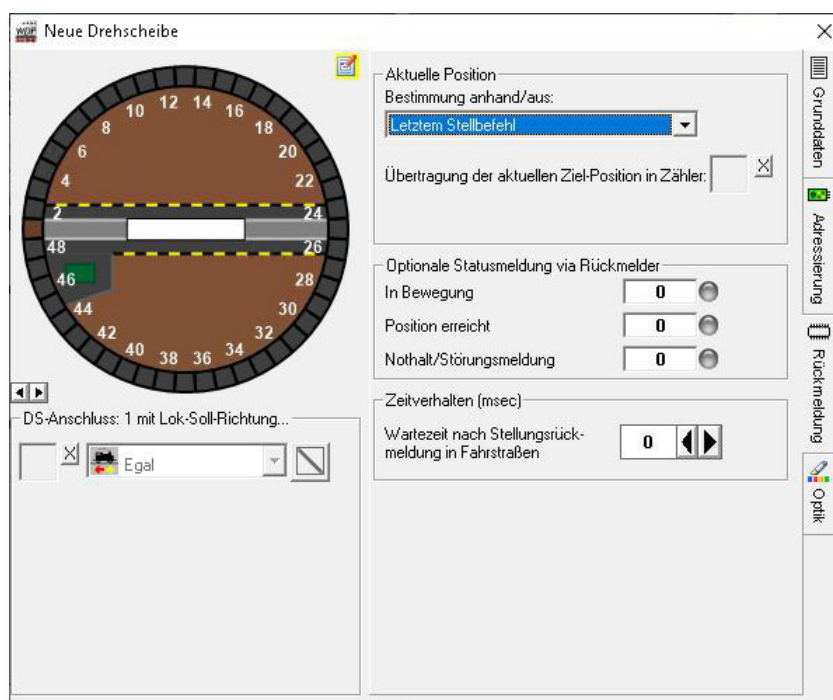 WDP Neue Drehscheibe
2
4
6
8
10
12
14
16
18
20
22
24
26
28
30
32
34
36
38
40
42
44
46
48
DS-Anschluss: 1 mit Lok-Soll-Richtung...
X
Egal
Aktuelle Position
Bestimmung anhand/aus:
Letztem Stellbefehl
Übertragung der aktuellen Ziel-Position in Zähler: X
Optionale Statusmeldung via Rückmelder
In Bewegung 0
Position erreicht 0
Nothalt/Störungsmeldung 0
Zeitverhalten (msec)
Wartezeit nach Stellungsrück-
meldung in Fahrstraßen 0
Grunddaten
Adressierung
Rückmeldung
Optik